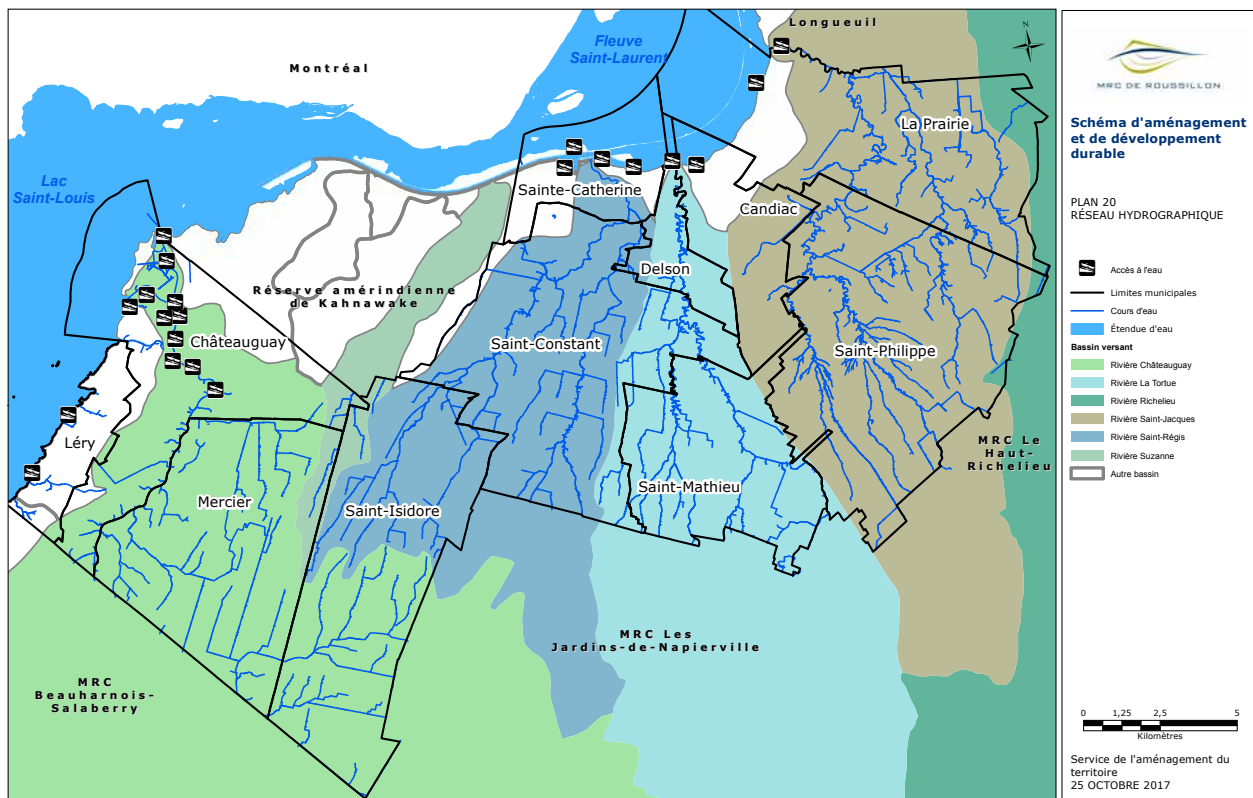 Longueuil
Fleuve
Saint-Laurent
N
Montréal
La Prairie
Lac
Saint-Louis
Sainte-Catherine
Candiac
Delson
Réserve amérindienne
de Kahnawake
Châteauguay
Saint-Constant
Saint-Philippe
Léry
MRC Le
Haut-
Richelieu
Mercier
Saint-Isidore
Saint-Mathieu
MRC Les
Jardins-de-Napierville
MRC
Beauharnois-
Salaberry
MRC DE ROUSSILLON
Schéma d'aménagement
et de développement
durable
PLAN 20
RÉSEAU HYDROGRAPHIQUE
Accès à l'eau
Limites municipales
Cours d'eau
Étendue d'eau
Bassin versant
Rivière Châteauguay
Rivière La Tortue
Rivière Richelieu
Rivière Saint-Jacques
Rivière Saint-Régis
Rivière Suzanne
Autre bassin
0 1,25 2,5 5
Kilomètres
Service de l'aménagement du
territoire
25 OCTOBRE 2017